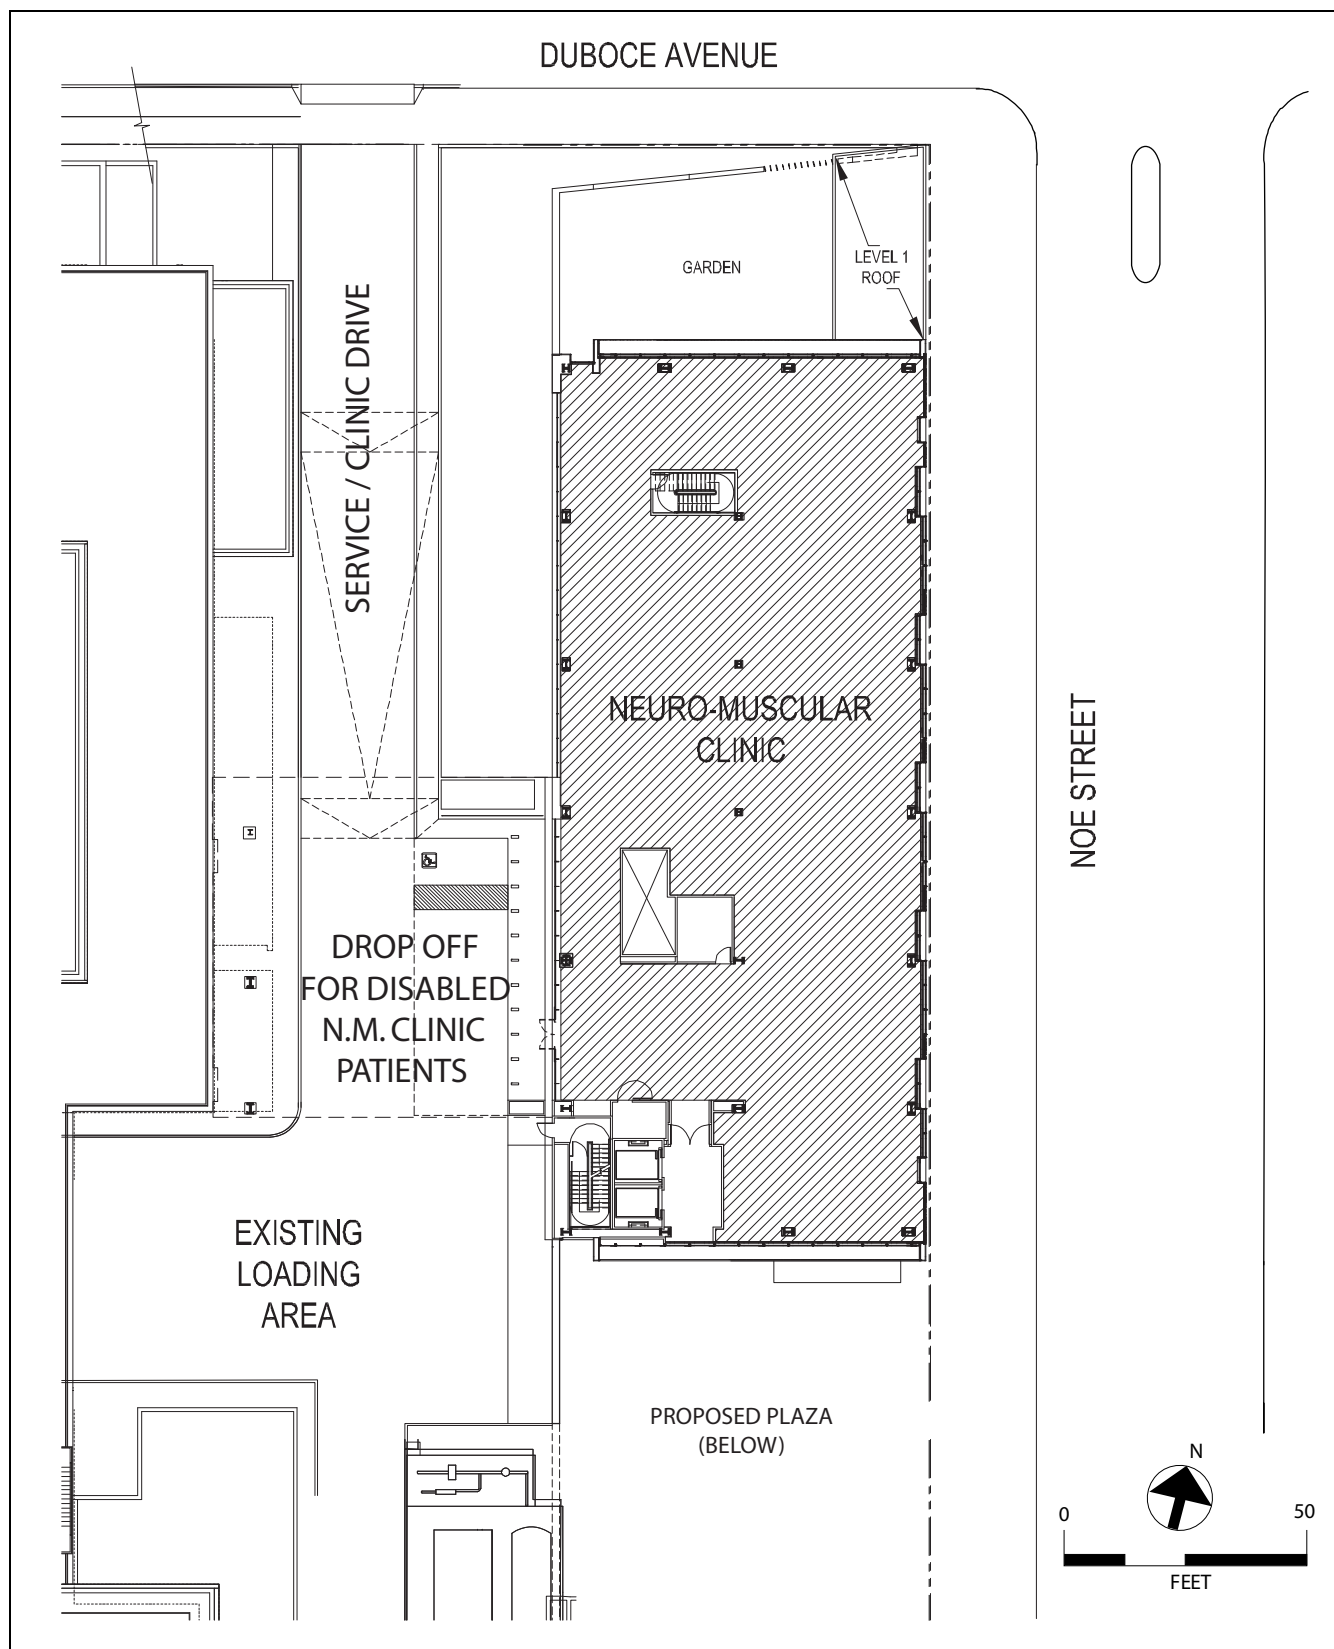 DUBOCE AVENUE
LEVEL 1
ROOF
GARDEN
SERVICE / CLINIC DRIVE
NEURO-MUSCULAR
CLINIC
NOE STREET
DROP OFF
FOR DISABLED
N.M. CLINIC
PATIENTS
EXISTING
LOADING
AREA
PROPOSED PLAZA
(BELOW)
N
0
50
FEET